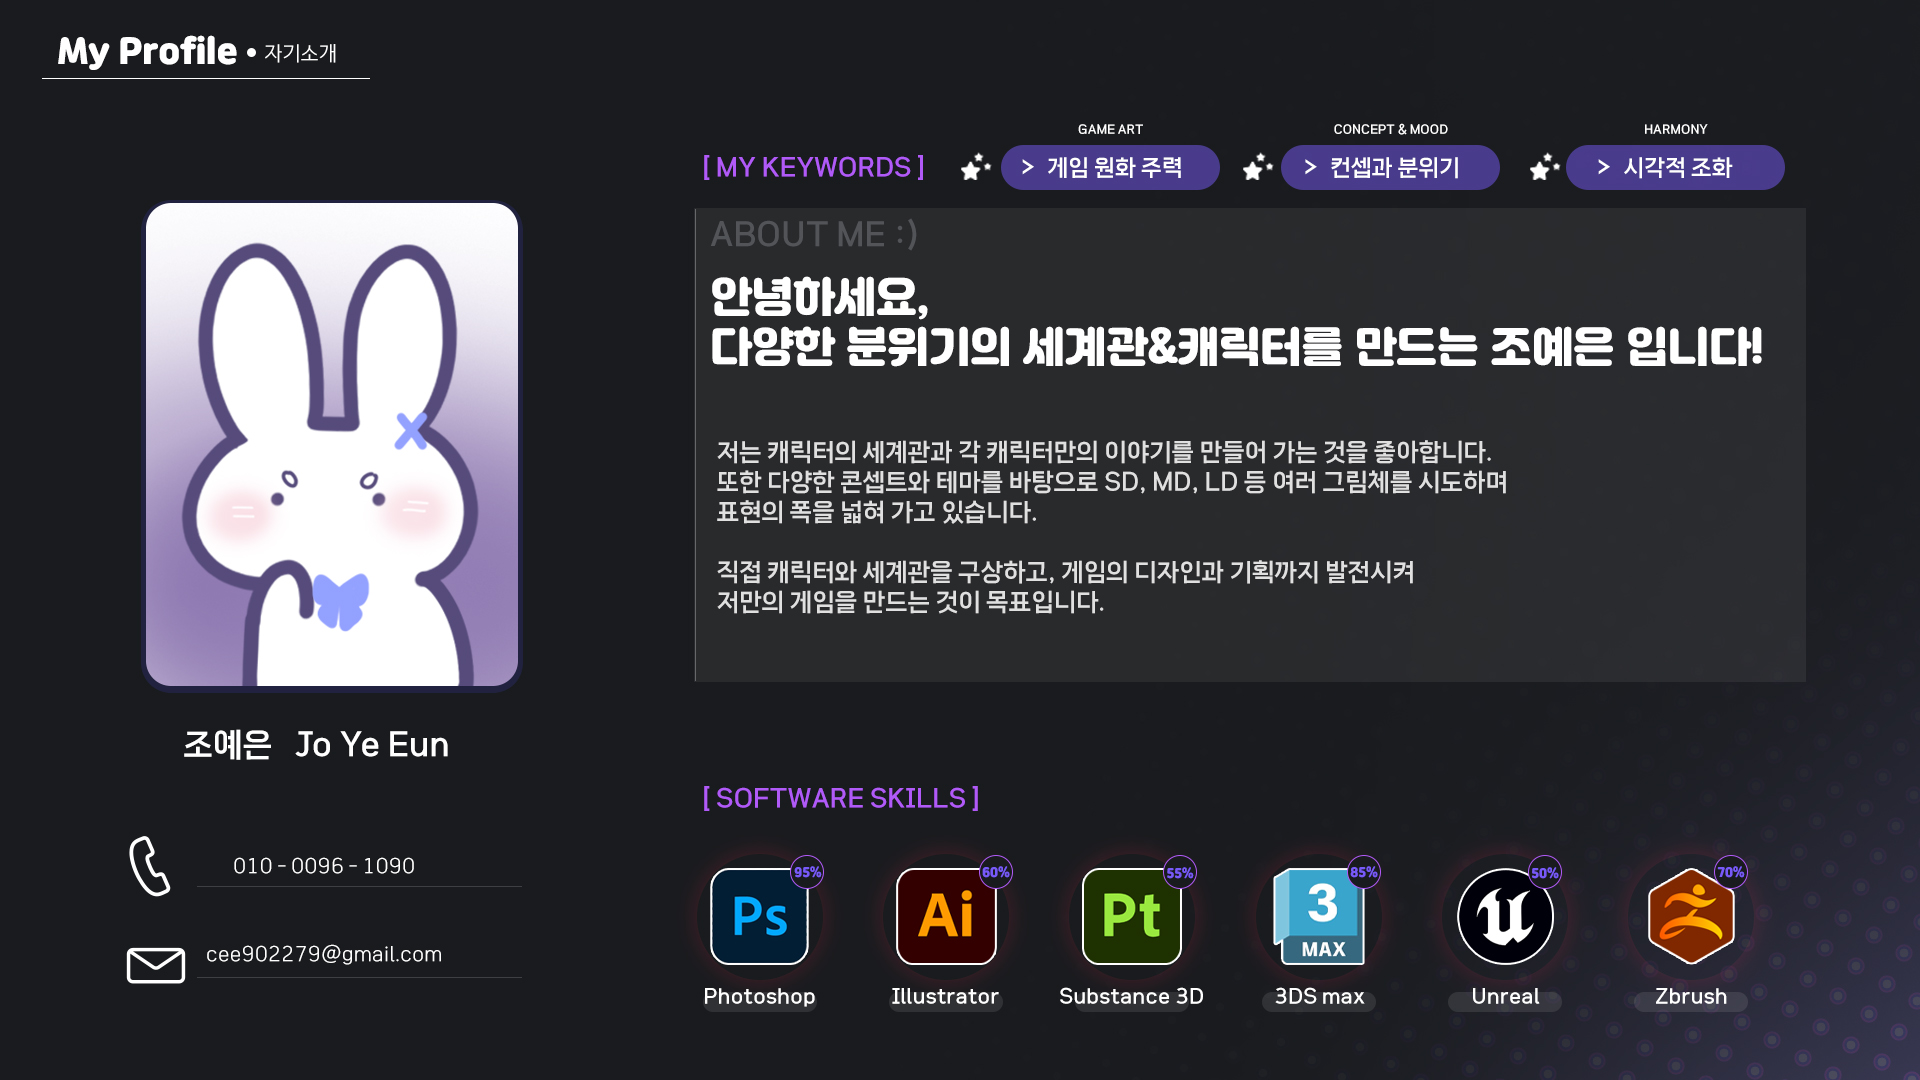 My Profile • 자기소개
GAME ART
CONCEPT & MOOD
HARMONY
[ MY KEYWORDS ]
> 게임 원화 주력
> 컨셉과 분위기
> 시각적 조화
ABOUT ME :)
안녕하세요,
다양한 분위기의 세계관&캐릭터를 만드는 조예은 입니다!
저는 캐릭터의 세계관과 각 캐릭터만의 이야기를 만들어 가는 것을 좋아합니다.
또한 다양한 콘셉트와 테마를 바탕으로 SD, MD, LD 등 여러 그림체를 시도하며
표현의 폭을 넓혀 가고 있습니다.
직접 캐릭터와 세계관을 구상하고, 게임의 디자인과 기획까지 발전시켜
저만의 게임을 만드는 것이 목표입니다.
조예은 Jo Ye Eun
010 - 0096 - 1090
cee902279@gmail.com
[ SOFTWARE SKILLS ]
95%
60%
55%
85%
50%
70%
Ps
Ai
Pt
3
MAX
Photoshop
Illustrator
Substance 3D
3DS max
Unreal
Zbrush